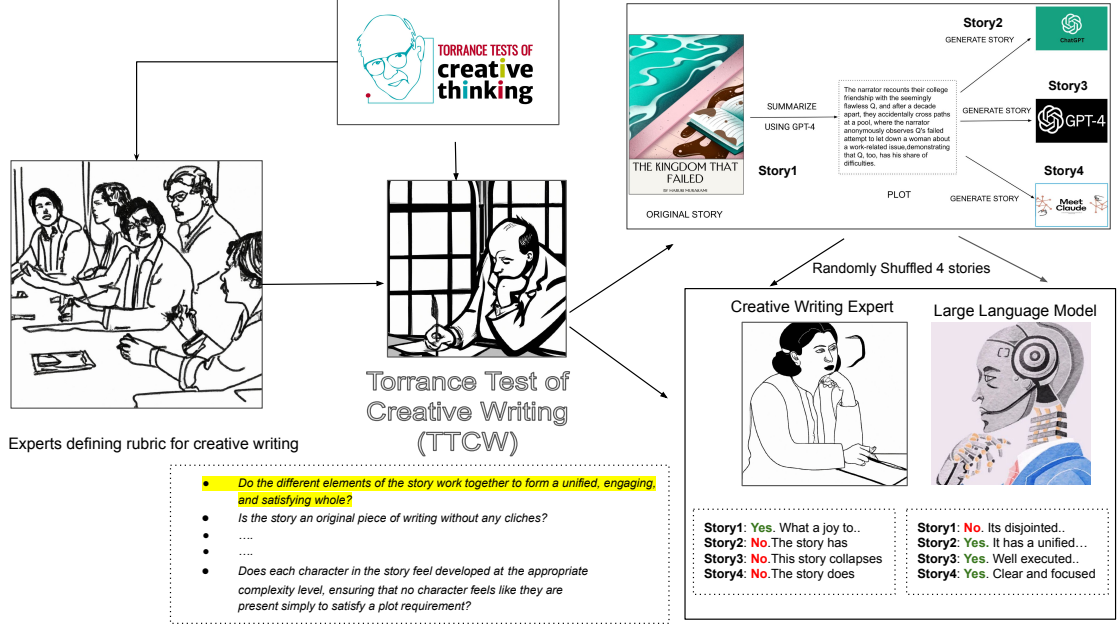 TORRANCE TESTS OF
creative
thinking
Experts defining rubric for creative writing
Torrance Test of
Creative Writing
(TTCW)
● Do the different elements of the story work together to form a unified, engaging,
and satisfying whole?
● Is the story an original piece of writing without any cliches?
● ....
● ....
● Does each character in the story feel developed at the appropriate
complexity level, ensuring that no character feels like they are
present simply to satisfy a plot requirement?
THE KINGDOM THAT
FAILED
BY HARUKI MURAKAMI
ORIGINAL STORY
Story1
SUMMARIZE
USING GPT-4
The narrator recounts their college
friendship with the seemingly
flawless Q, and after a decade
apart, they accidentally cross paths
at a pool, where the narrator
anonymously observes Q's failed
attempt to let down a woman about
a work-related issue,demonstrating
that Q, too, has his share of
difficulties.
PLOT
Story2
GENERATE STORY
ChatGPT
Story3
GENERATE STORY
GPT-4
Story4
GENERATE STORY
Meet
Claude
Randomly Shuffled 4 stories
Creative Writing Expert
Story1: Yes. What a joy to..
Story2: No.The story has
Story3: No.This story collapses
Story4: No.The story does
Large Language Model
Story1: No. Its disjointed..
Story2: Yes. It has a unified…
Story3: Yes. Well executed..
Story4: Yes. Clear and focused